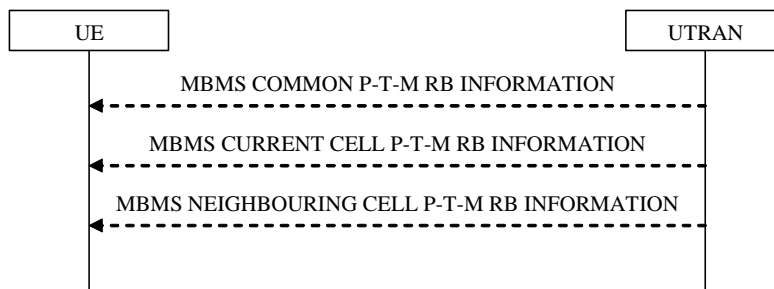 UE
UTRAN
MBMS COMMON P-T-M RB INFORMATION
MBMS CURRENT CELL P-T-M RB INFORMATION
MBMS NEIGHBOURING CELL P-T-M RB INFORMATION